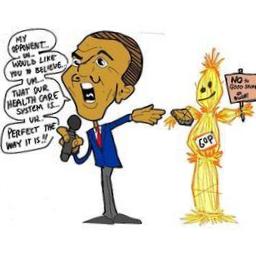 MY
OPPONENT...
UH...
WOULD LIKE
YOU TO BELIEVE...
UM...
THAT OUR
HEALTH CARE
SYSTEM IS...
UH..
PERFECT THE
WAY IT IS!!
NO
GOP